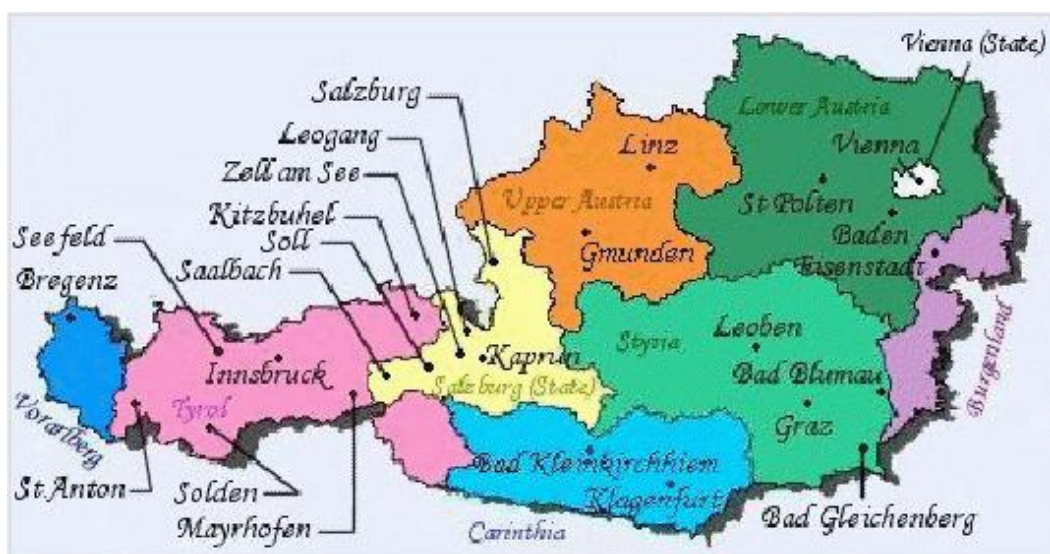 Vienna (State)
Salzburg
Lower Austria
Leogang
Linz
Vienna
Zell am See
Upper Austria
St Polten
Kitzbuhel
Baden
Seefeld
Soll
Gmunden
Eisenstadt
Saalbach
Bregenz
Leoben
Styria
Burgenland
Kaprun
Innsbruck
Bad Blumau
Salzburg (State)
Tyrol
Vorarlberg
Graz
Bad Kleinkirchhiem
St. Anton
Solden
Klagenfurt
Mayrhofen
Carinthia
Bad Gleichenberg